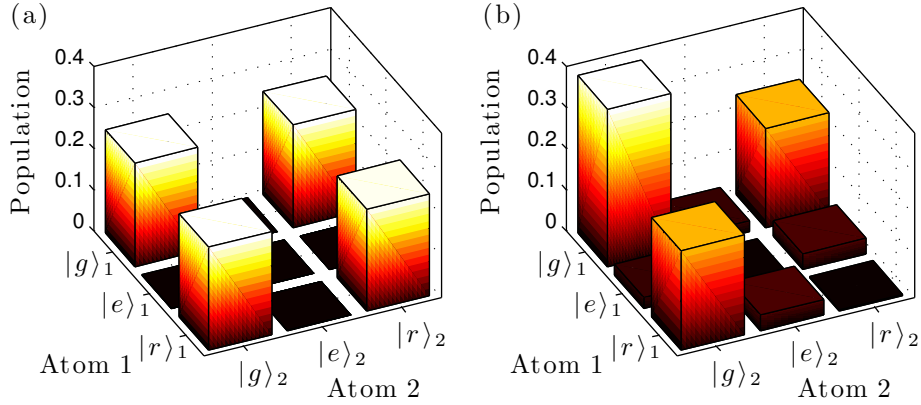 (a)
Population
0.4
0.3
0.2
0.1
0
|g⟩₁
|e⟩₁
|r⟩₁
Atom 1
|g⟩₂
|e⟩₂
|r⟩₂
Atom 2
(b)
Population
0.4
0.3
0.2
0.1
0
|g⟩₁
|e⟩₁
|r⟩₁
Atom 1
|g⟩₂
|e⟩₂
|r⟩₂
Atom 2